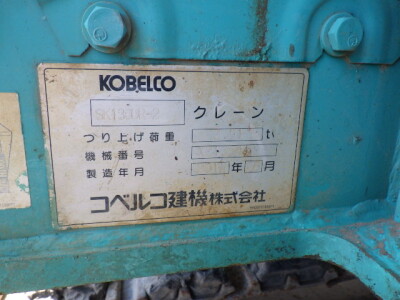 KOBELCO
クレーン
つり上げ荷重 t
機械番号
製造年月 年 月
コベルコ建機株式会社